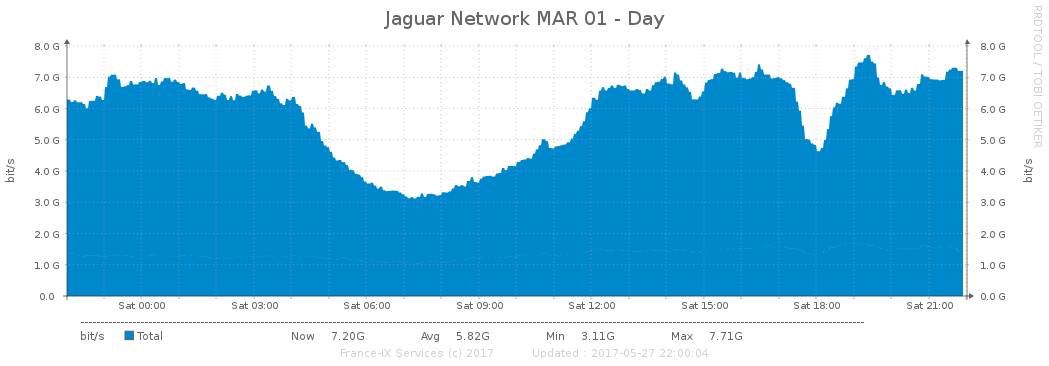 Jaguar Network MAR 01 - Day
RRDTOOL / TOBI OETIKER
bit/s
8.0 G
7.0 G
6.0 G
5.0 G
4.0 G
3.0 G
2.0 G
1.0 G
0.0
8.0 G
7.0 G
6.0 G
5.0 G
4.0 G
3.0 G
2.0 G
1.0 G
0.0 G
bit/s
Sat 00:00 Sat 03:00 Sat 06:00 Sat 09:00 Sat 12:00 Sat 15:00 Sat 18:00 Sat 21:00
bit/s Total Now 7.20G Avg 5.82G Min 3.11G Max 7.71G
France-IX Services (c) 2017 Updated : 2017-05-27 22:00:04